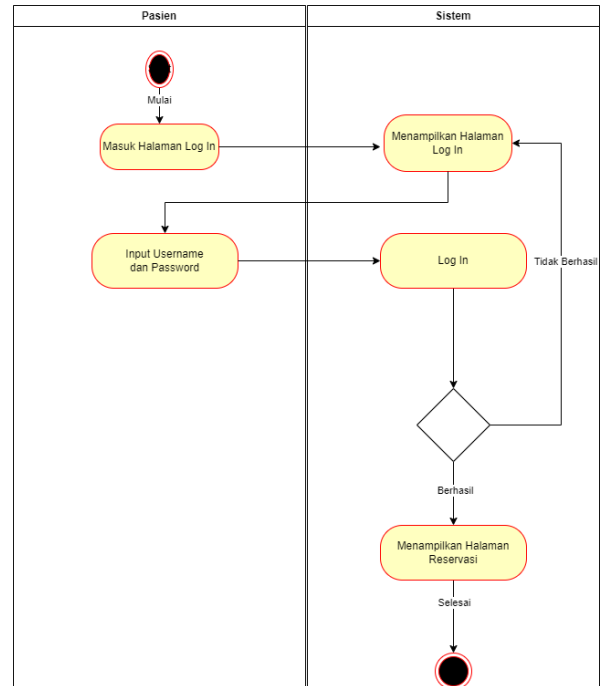 Pasien
Sistem
Mulai
Masuk Halaman Log In
Menampilkan Halaman
Log In
Input Username
dan Password
Log In
Tidak Berhasil
Berhasil
Menampilkan Halaman
Reservasi
Selesai